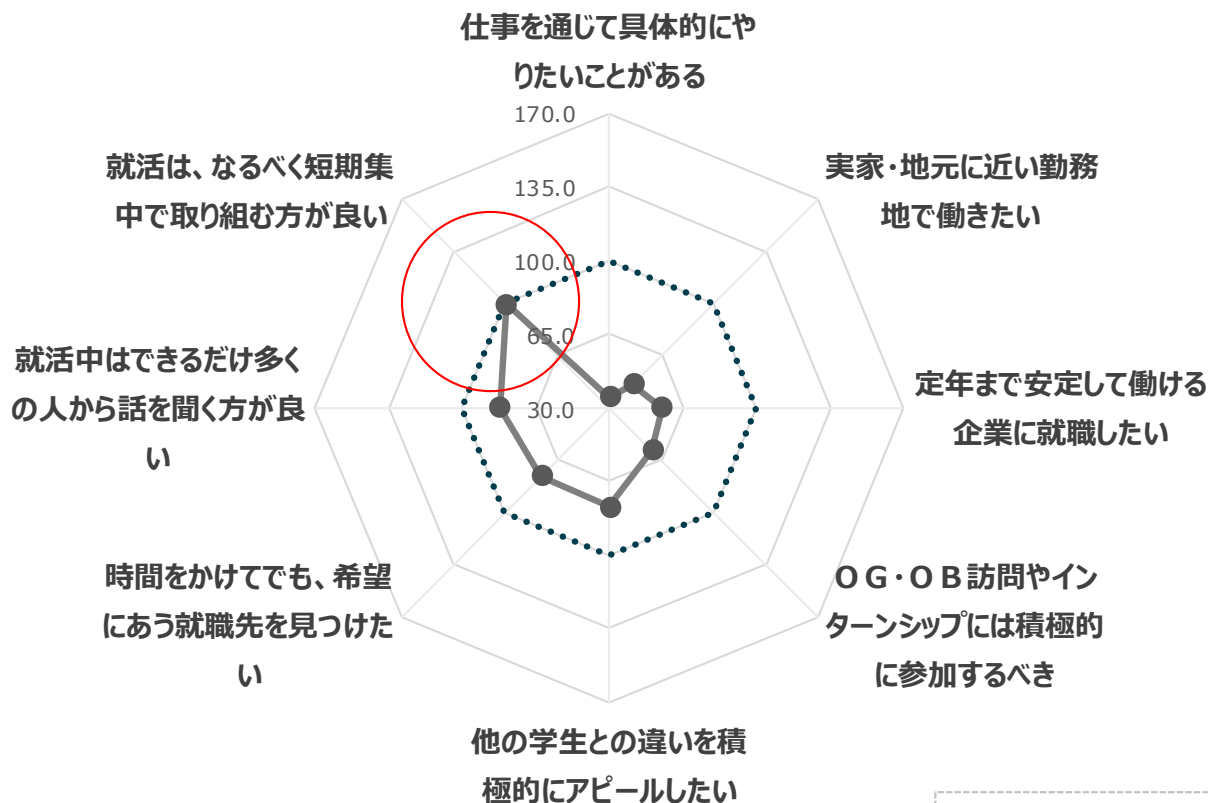 仕事を通じて具体的にや
りたいことがある
170.0
就活は、なるべく短期集
中で取り組む方が良い
135.0
実家・地元に近い勤務
地で働きたい
100.0
65.0
就活中はできるだけ多く
の人から話を聞く方が良
い
30.0
定年まで安定して働ける
企業に就職したい
時間をかけてでも、希望
にあう就職先を見つけた
い
ＯＧ・ＯＢ訪問やイン
ターンシップには積極的
に参加するべき
他の学生との違いを積
極的にアピールしたい